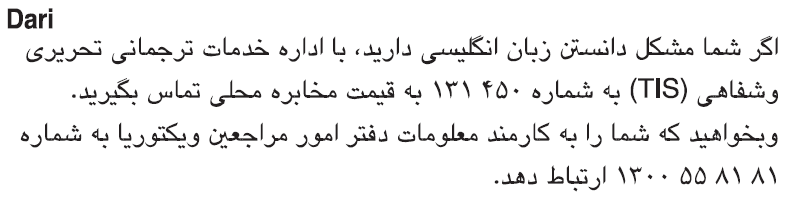 Dari
اگر شما مشکل دانستن زبان انگلیسی دارید، با اداره خدمات ترجمانی تحریری
وشفاهی (TIS) به شماره ۱۳۱ ۴۵۰ به قیمت مخابره محلی تماس بگیرید.
وبخواهید که شما را به کارمند معلومات دفتر امور مراجعین ویکتوریا به شماره
۱۳۰۰ ۵۵ ۸۱ ۸۱ ارتباط دهد.